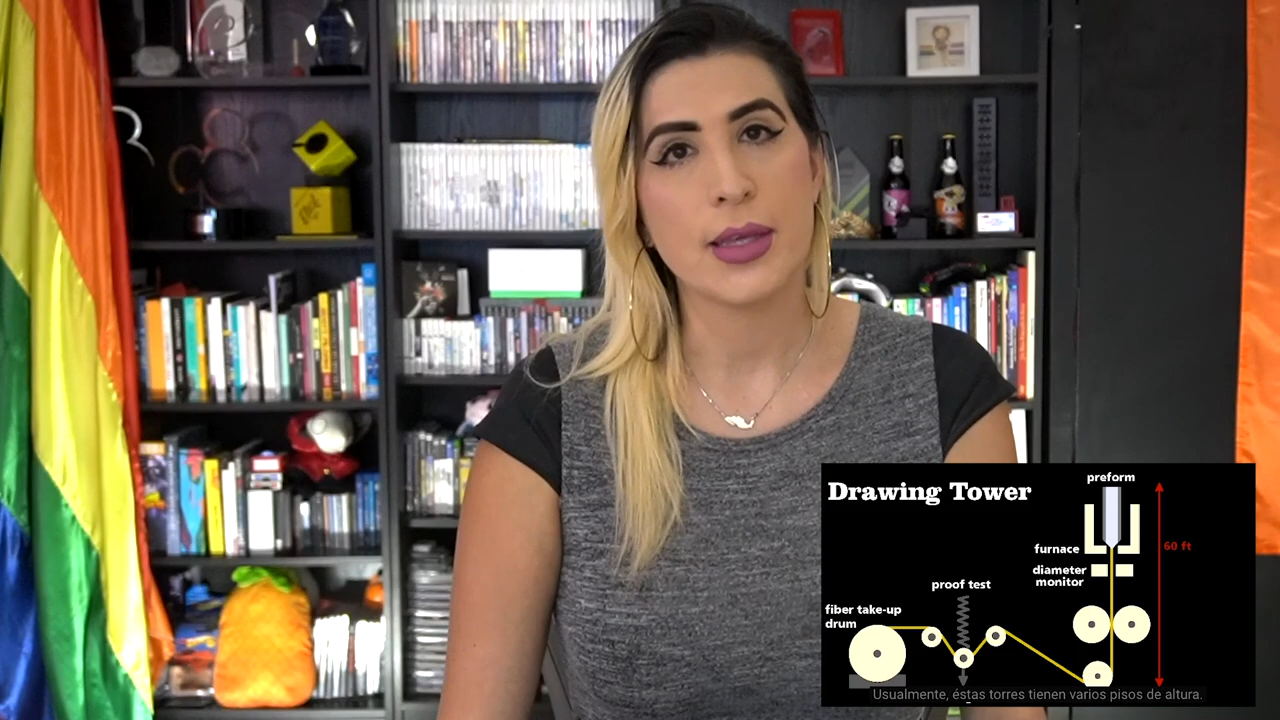 Drawing Tower
preform
60 ft
furnace
diameter
monitor
proof test
fiber take-up
drum
Usualmente, éstas torres tienen varios pisos de altura.